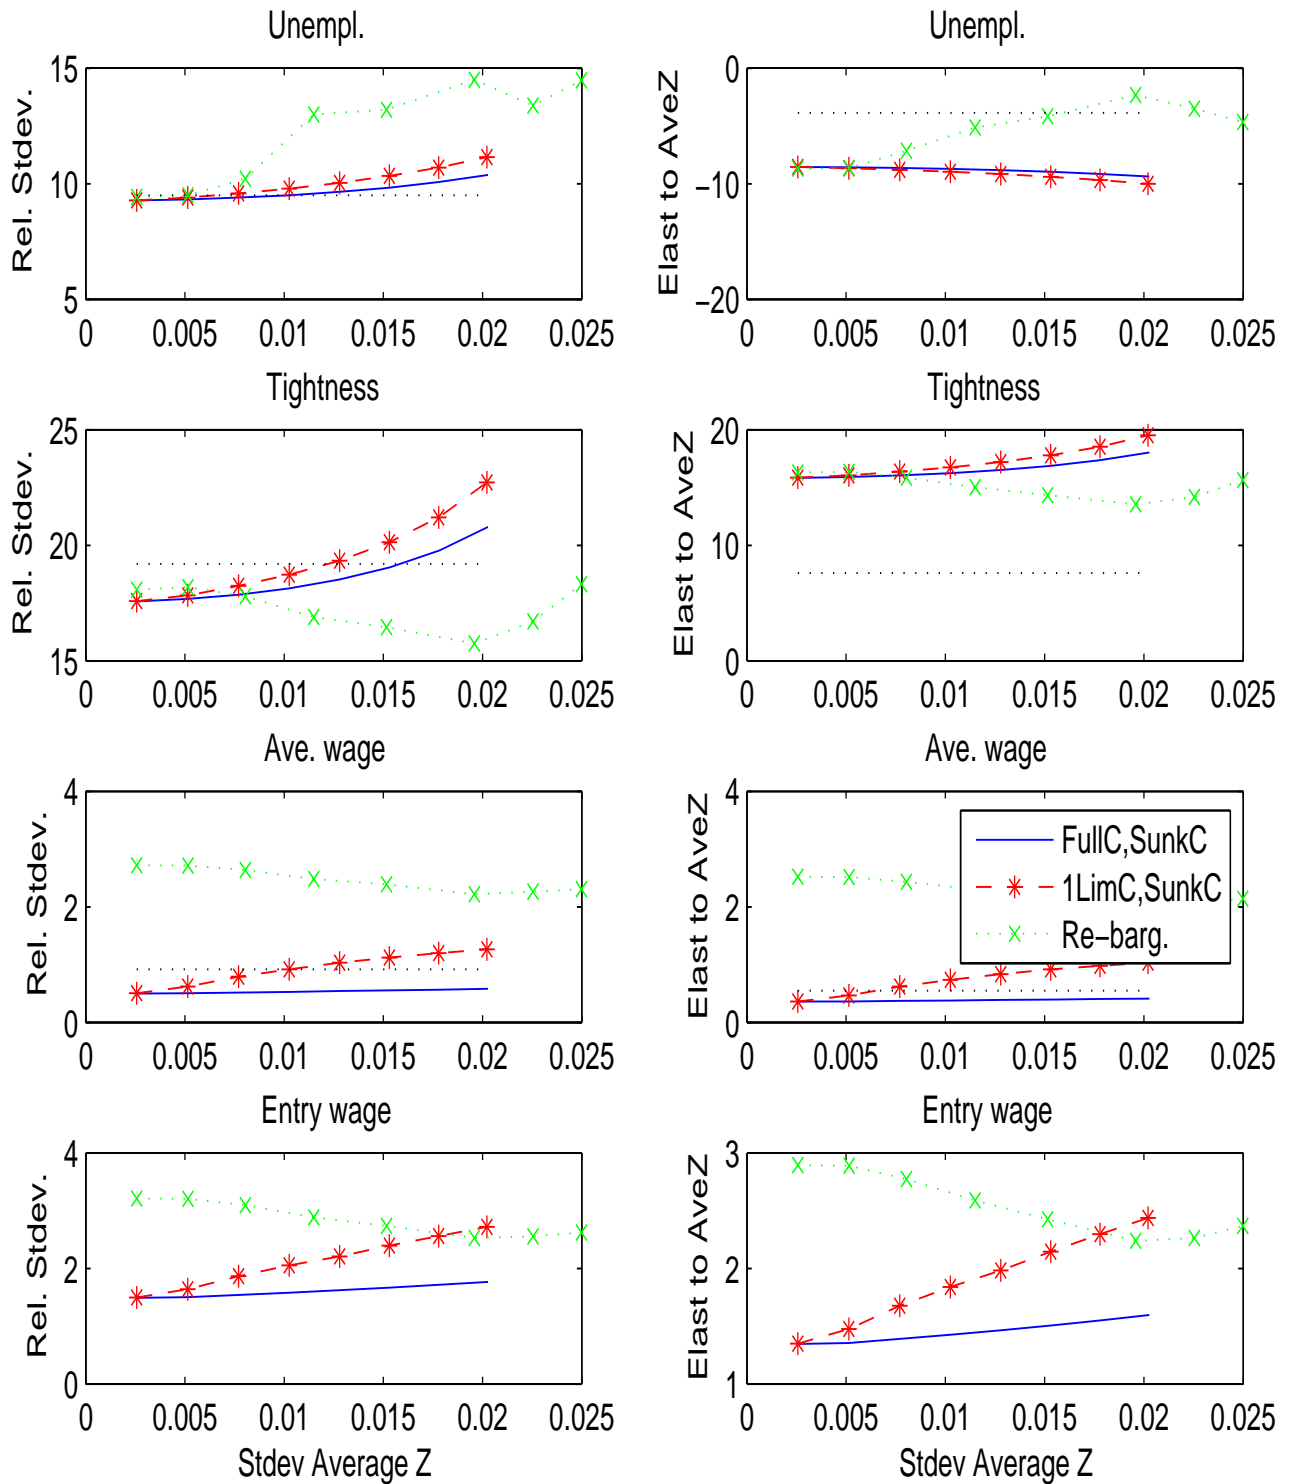 Unempl.
Rel. Stdev.
15
10
5
0 0.005 0.01 0.015 0.02 0.025
Unempl.
Elast to AveZ
0
−10
−20
0 0.005 0.01 0.015 0.02 0.025
Tightness
Rel. Stdev.
25
20
15
0 0.005 0.01 0.015 0.02 0.025
Tightness
Elast to AveZ
20
10
0
0 0.005 0.01 0.015 0.02 0.025
Ave. wage
Rel. Stdev.
4
2
0
0 0.005 0.01 0.015 0.02 0.025
Ave. wage
Elast to AveZ
4
2
0
0 0.005 0.01 0.015 0.02 0.025
FullC,SunkC
1LimC,SunkC
Re−barg.
Entry wage
Rel. Stdev.
4
2
0
0 0.005 0.01 0.015 0.02 0.025
Stdev Average Z
Entry wage
Elast to AveZ
3
2
1
0 0.005 0.01 0.015 0.02 0.025
Stdev Average Z